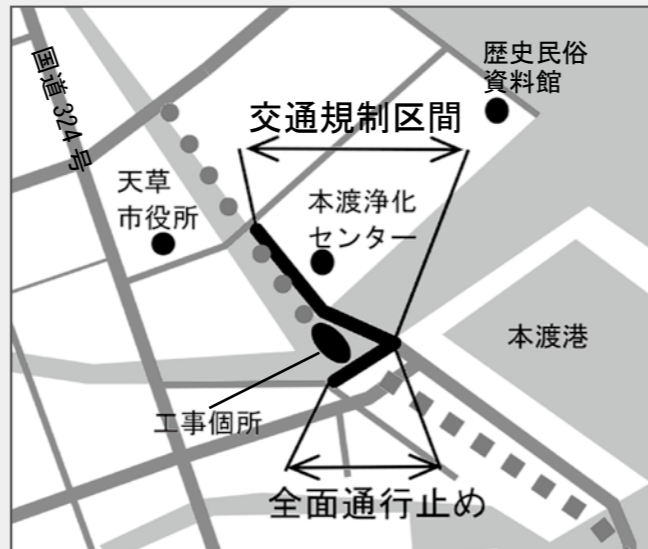 国道324号
歴史民俗
資料館
交通規制区間
天草
市役所
本渡浄化
センター
本渡港
工事個所
全面通行止め